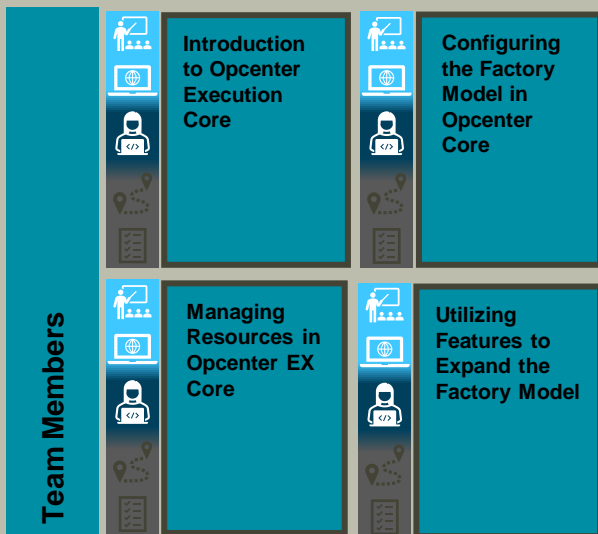 Team Members
Introduction
to Opcenter
Execution
Core
Configuring
the Factory
Model in
Opcenter
Core
Managing
Resources in
Opcenter EX
Core
Utilizing
Features to
Expand the
Factory Model